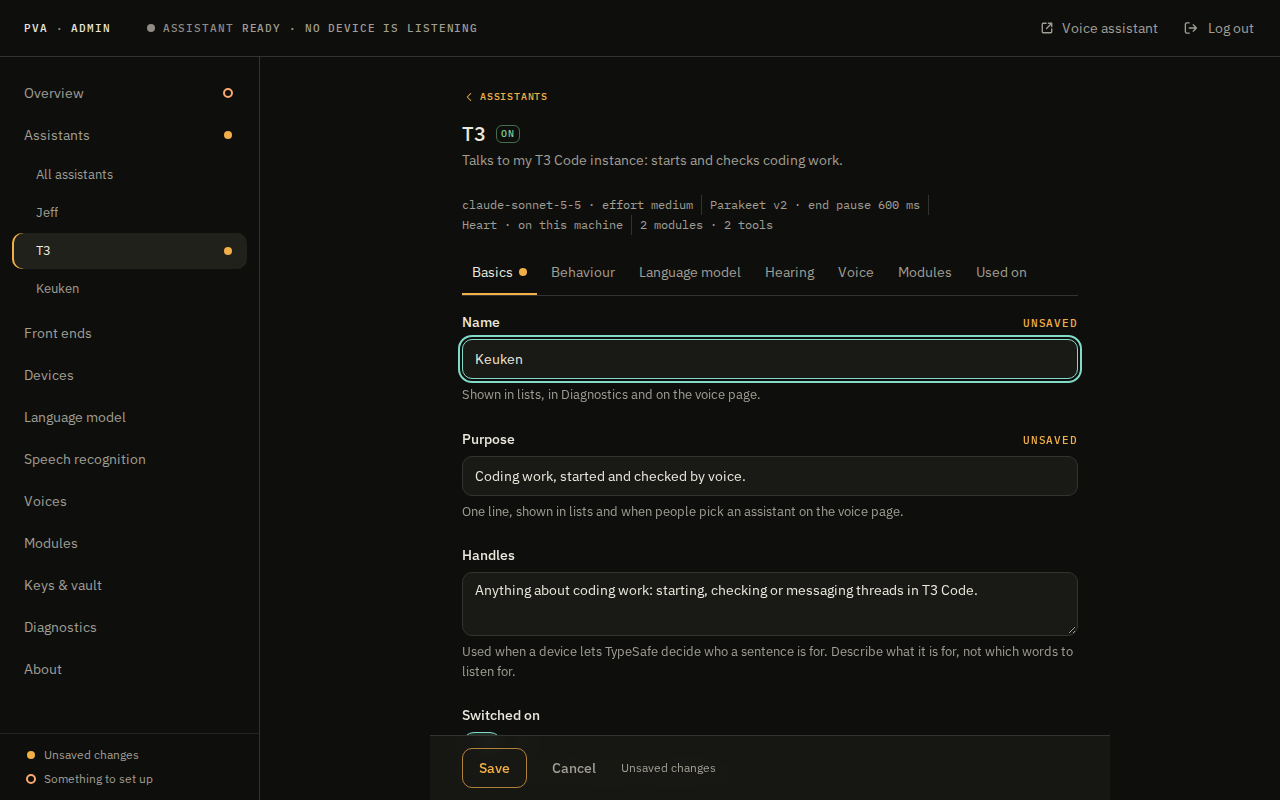 PVA · ADMIN
ASSISTANT READY · NO DEVICE IS LISTENING
Voice assistant
Log out
Overview
Assistants
All assistants
Jeff
T3
Keuken
Front ends
Devices
Language model
Speech recognition
Voices
Modules
Keys & vault
Diagnostics
About
Unsaved changes
Something to set up
ASSISTANTS
T3 ON
Talks to my T3 Code instance: starts and checks coding work.
claude-sonnet-5-5 · effort medium Parakeet v2 · end pause 600 ms
Heart · on this machine 2 modules · 2 tools
Basics Behaviour Language model Hearing Voice Modules Used on
Name UNSAVED
Keuken
Shown in lists, in Diagnostics and on the voice page.
Purpose UNSAVED
Coding work, started and checked by voice.
One line, shown in lists and when people pick an assistant on the voice page.
Handles
Anything about coding work: starting, checking or messaging threads in T3 Code.
Used when a device lets TypeSafe decide who a sentence is for. Describe what it is for, not which words to
listen for.
Switched on
Save Cancel Unsaved changes